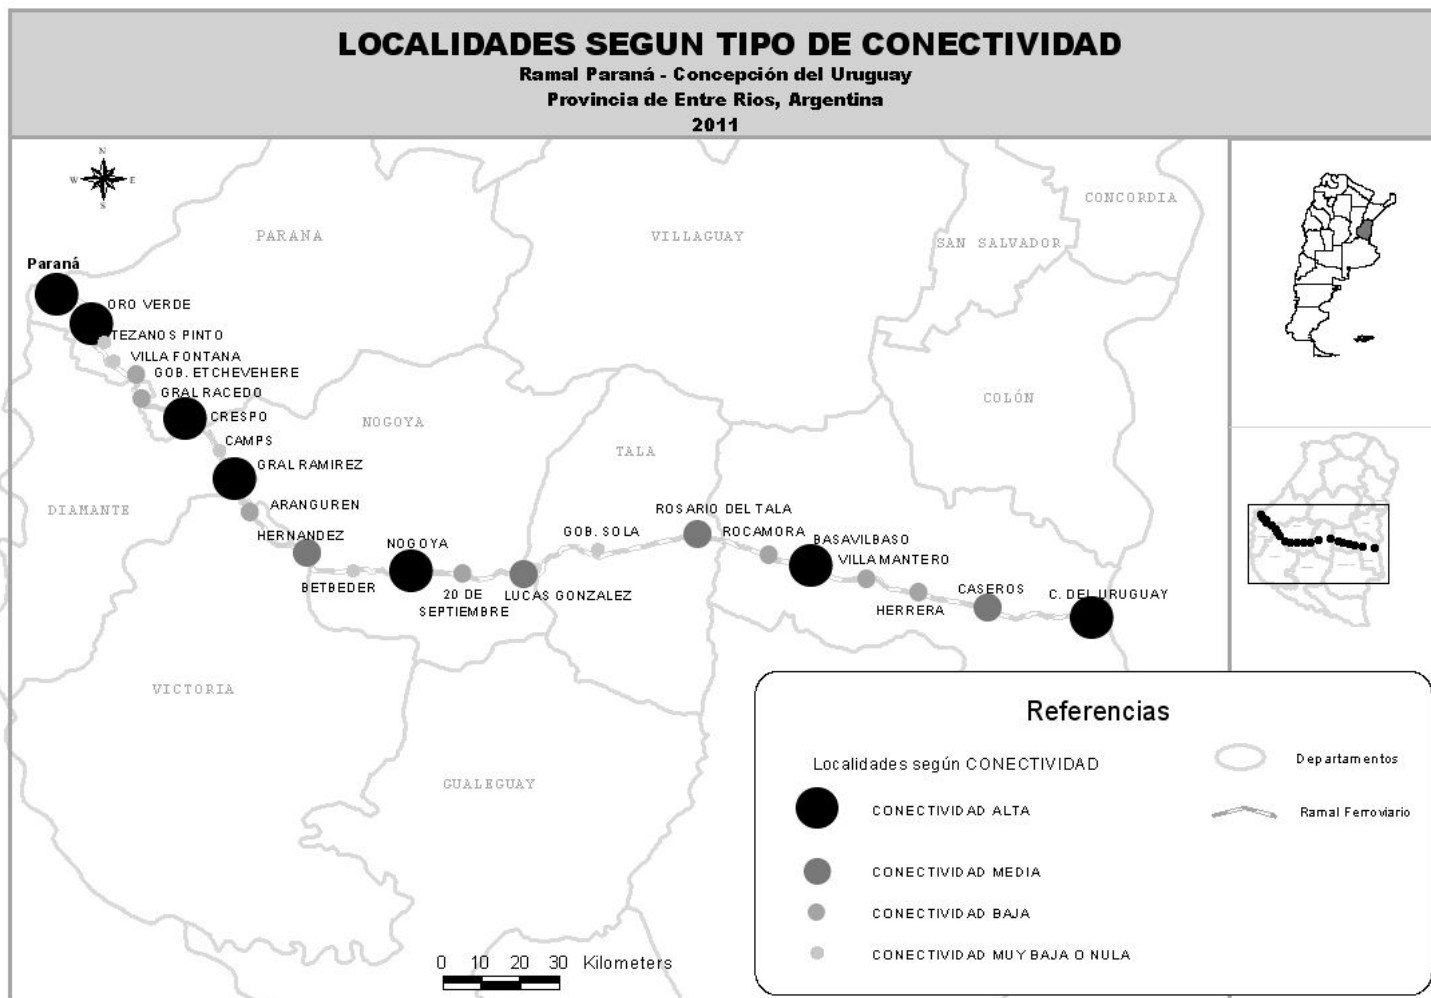 LOCALIDADES SEGUN TIPO DE CONECTIVIDAD
Ramal Paraná - Concepción del Uruguay
Provincia de Entre Rios, Argentina
2011
N
W E
S
CONCORDIA
PARANA
VILLAGUAY
SAN SALVADOR
Paraná
ORO VERDE
TEZANOS PINTO
VILLA FONTANA
GOB. ETCHEVEHERE
GRAL RACEDO
CRESPO
COLÓN
NOGOYA
CAMPS
TALA
GRAL RAMIREZ
DIAMANTE
ARANGUREN
ROSARIO DEL TALA
HERNANDEZ
GOB. SOLA
ROCAMORA
BASAVILBASO
NOGOYA
VILLA MANTERO
BETBEDER
20 DE
SEPTIEMBRE
LUCAS GONZALEZ
HERRERA
CASEROS
C. DEL URUGUAY
VICTORIA
GUALEGUAY
Referencias
Localidades según CONECTIVIDAD
Departamentos
CONECTIVIDAD ALTA
Ramal Ferroviario
CONECTIVIDAD MEDIA
CONECTIVIDAD BAJA
CONECTIVIDAD MUY BAJA O NULA
0 10 20 30 Kilometers